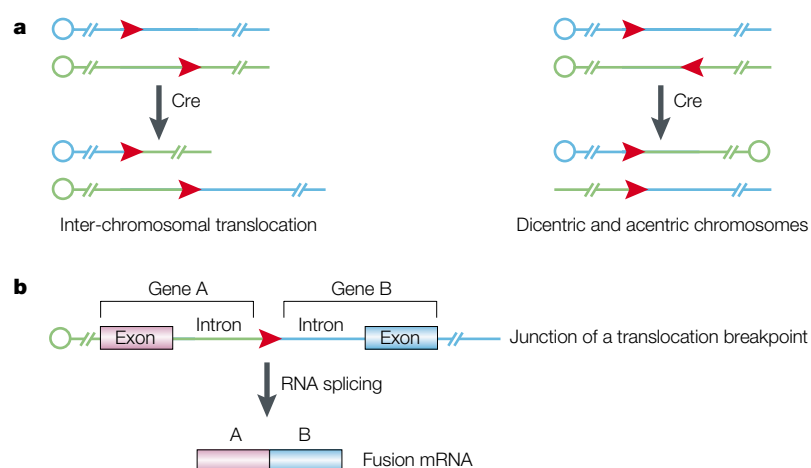 a
Cre
Cre
Inter-chromosomal translocation
Dicentric and acentric chromosomes
b
Gene A
Gene B
Exon
Intron
Intron
Exon
Junction of a translocation breakpoint
RNA splicing
A
B
Fusion mRNA